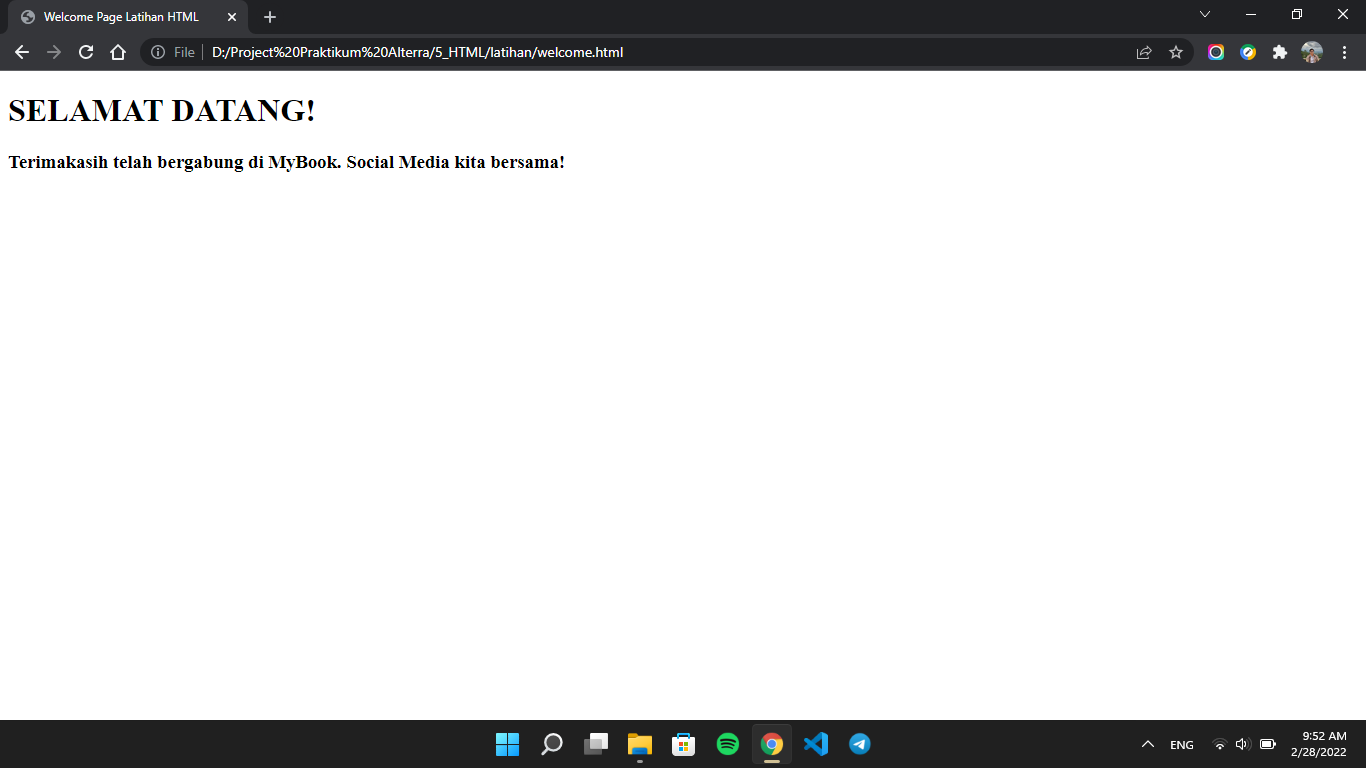 Welcome Page Latihan HTML
File
D:/Project%20Praktikum%20Alterra/5_HTML/latihan/welcome.html
SELAMAT DATANG!
Terimakasih telah bergabung di MyBook. Social Media kita bersama!
ENG
9:52 AM
2/28/2022